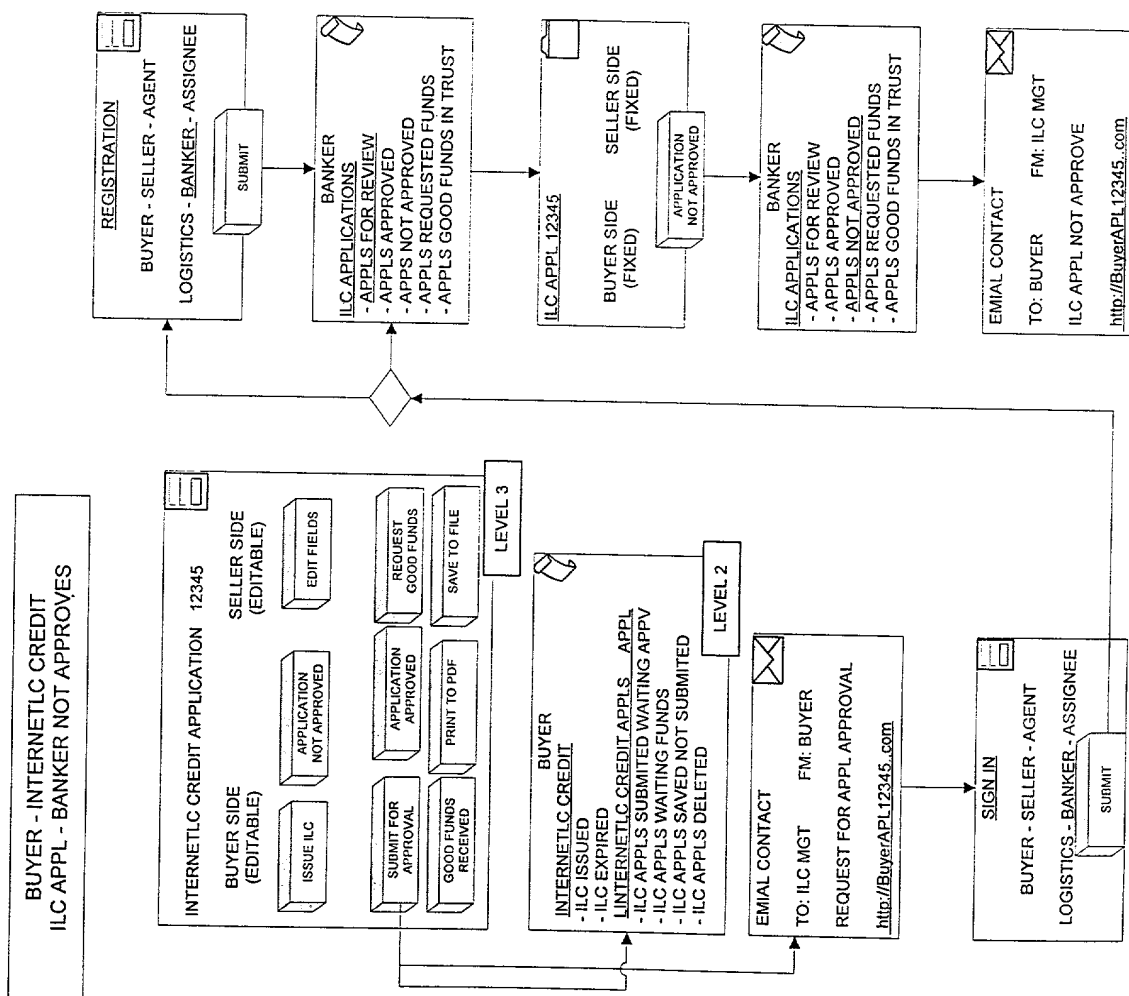 BUYER - INTERNETLC CREDIT
ILC APPL - BANKER NOT APPROVES
INTERNETLC CREDIT APPLICATION 12345
BUYER SIDE SELLER SIDE
(EDITABLE) (EDITABLE)
ISSUE ILC
APPLICATION
NOT APPROVED
EDIT FIELDS
SUBMIT FOR
APPROVAL
APPLICATION
APPROVED
REQUEST
GOOD FUNDS
GOOD FUNDS
RECEIVED
PRINT TO PDF
SAVE TO FILE
LEVEL 3
BUYER
INTERNETLC CREDIT
- ILC ISSUED
- ILC EXPIRED
LINTERNETLC CREDIT APPLS APPL
- ILC APPLS SUBMITED WAITING APPV
- ILC APPLS WAITING FUNDS
- ILC APPLS SAVED NOT SUBMITED
- ILC APPLS DELETED
LEVEL 2
EMIAL CONTACT
TO: ILC MGT FM: BUYER
REQUEST FOR APPL APPROVAL
http://BuyerAPL12345..com
SIGN IN
BUYER - SELLER - AGENT
LOGISTICS - BANKER - ASSIGNEE
SUBMIT
REGISTRATION
BUYER - SELLER - AGENT
LOGISTICS - BANKER - ASSIGNEE
SUBMIT
BANKER
ILC APPLICATIONS
- APPLS FOR REVIEW
- APPLS APPROVED
- APPS NOT APPROVED
- APPLS REQUESTED FUNDS
- APPLS GOOD FUNDS IN TRUST
ILC APPL 12345
BUYER SIDE SELLER SIDE
(FIXED) (FIXED)
APPLICATION
NOT APPROVED
BANKER
ILC APPLICATIONS
- APPLS FOR REVIEW
- APPLS APPROVED
- APPLS NOT APPROVED
- APPLS REQUESTED FUNDS
- APPLS GOOD FUNDS IN TRUST
EMIAL CONTACT
TO: BUYER FM: ILC MGT
ILC APPL NOT APPROVE
http://BuyerAPL12345..com